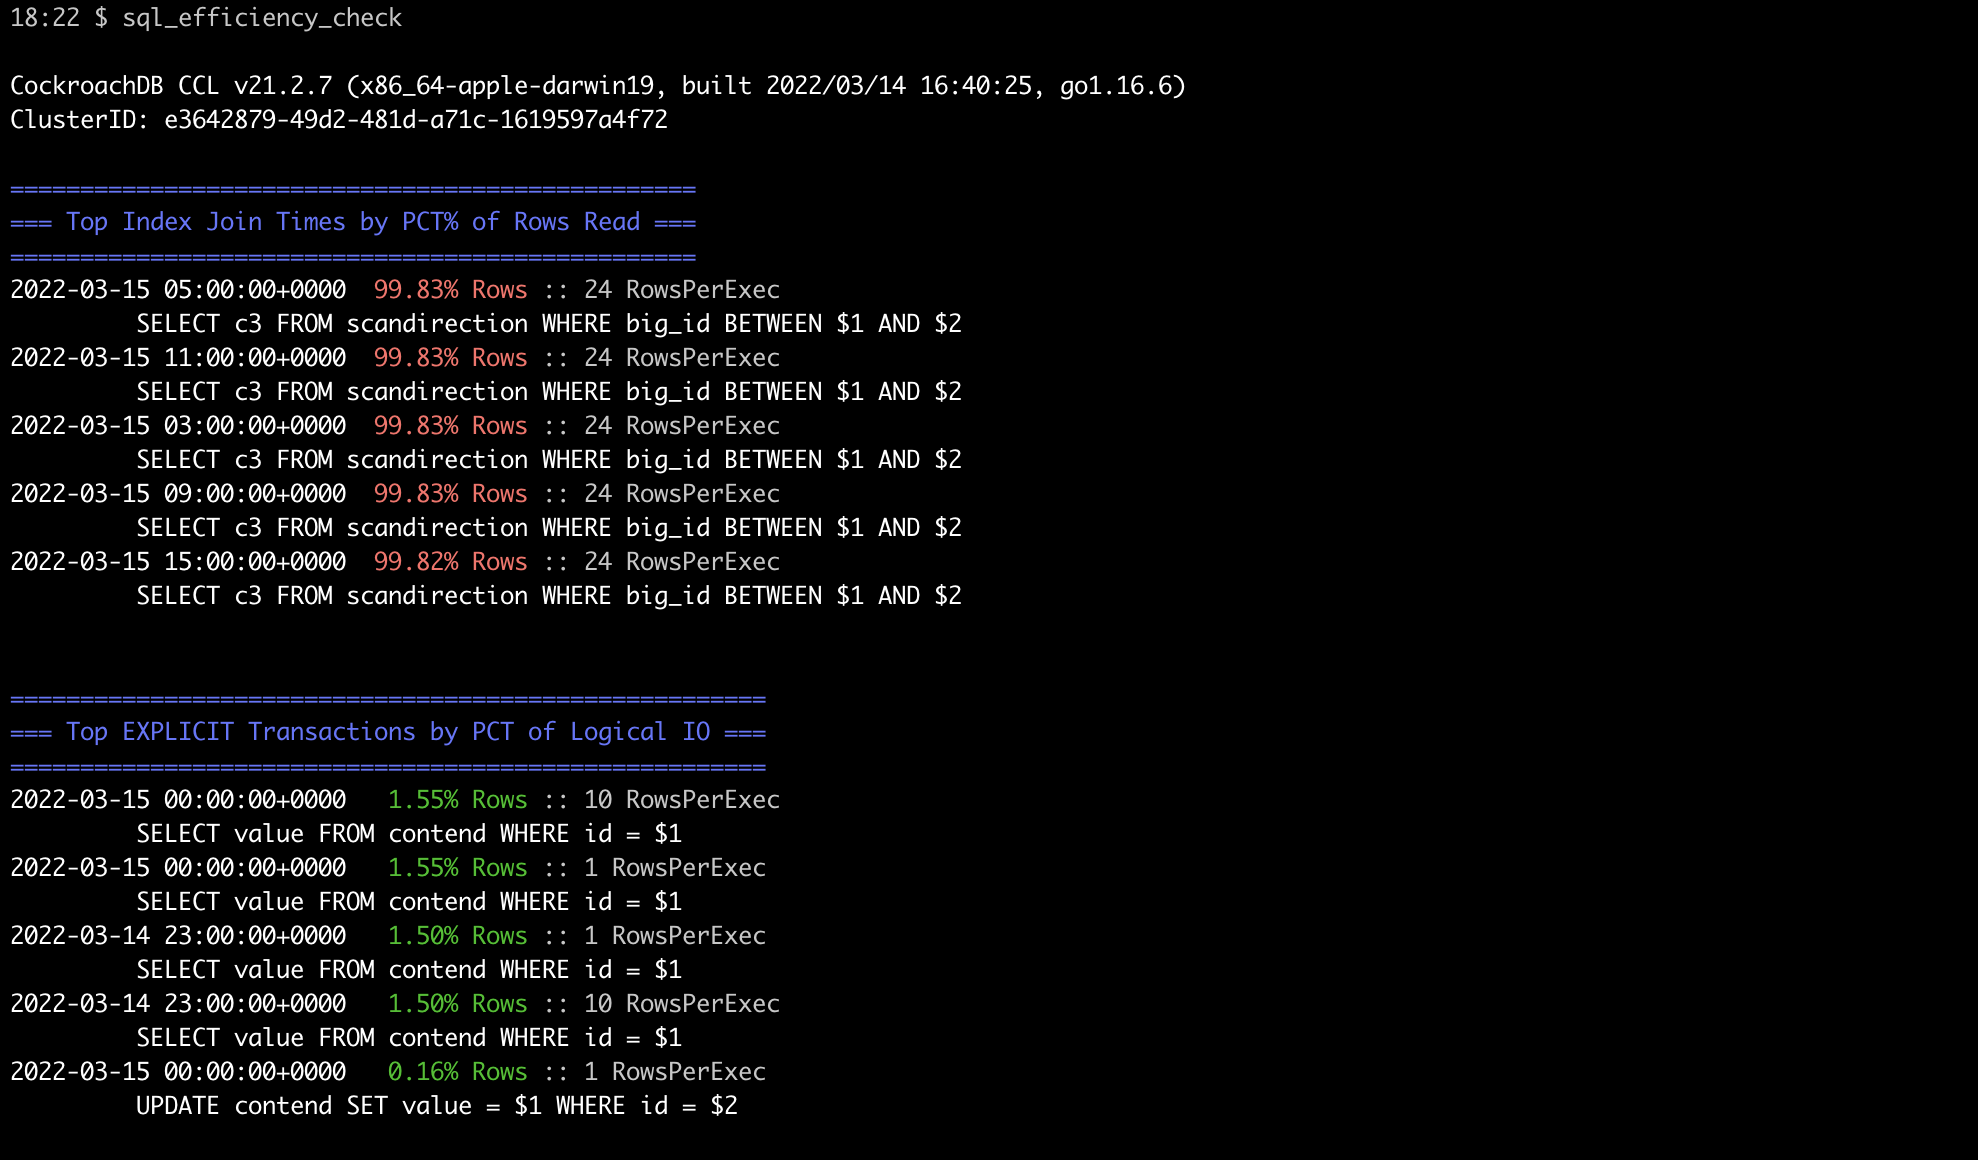 18:22 $ sql_efficiency_check
CockroachDB CCL v21.2.7 (x86_64-apple-darwin19, built 2022/03/14 16:40:25, go1.16.6)
ClusterID: e3642879-49d2-481d-a71c-1619597a4f72
=================================================
=== Top Index Join Times by PCT% of Rows Read ===
=================================================
2022-03-15 05:00:00+0000  99.83% Rows :: 24 RowsPerExec
         SELECT c3 FROM scandirection WHERE big_id BETWEEN $1 AND $2
2022-03-15 11:00:00+0000  99.83% Rows :: 24 RowsPerExec
         SELECT c3 FROM scandirection WHERE big_id BETWEEN $1 AND $2
2022-03-15 03:00:00+0000  99.83% Rows :: 24 RowsPerExec
         SELECT c3 FROM scandirection WHERE big_id BETWEEN $1 AND $2
2022-03-15 09:00:00+0000  99.83% Rows :: 24 RowsPerExec
         SELECT c3 FROM scandirection WHERE big_id BETWEEN $1 AND $2
2022-03-15 15:00:00+0000  99.82% Rows :: 24 RowsPerExec
         SELECT c3 FROM scandirection WHERE big_id BETWEEN $1 AND $2
======================================================
=== Top EXPLICIT Transactions by PCT of Logical IO ===
======================================================
2022-03-15 00:00:00+0000   1.55% Rows :: 10 RowsPerExec
         SELECT value FROM contend WHERE id = $1
2022-03-15 00:00:00+0000   1.55% Rows :: 1 RowsPerExec
         SELECT value FROM contend WHERE id = $1
2022-03-14 23:00:00+0000   1.50% Rows :: 1 RowsPerExec
         SELECT value FROM contend WHERE id = $1
2022-03-14 23:00:00+0000   1.50% Rows :: 10 RowsPerExec
         SELECT value FROM contend WHERE id = $1
2022-03-15 00:00:00+0000   0.16% Rows :: 1 RowsPerExec
         UPDATE contend SET value = $1 WHERE id = $2